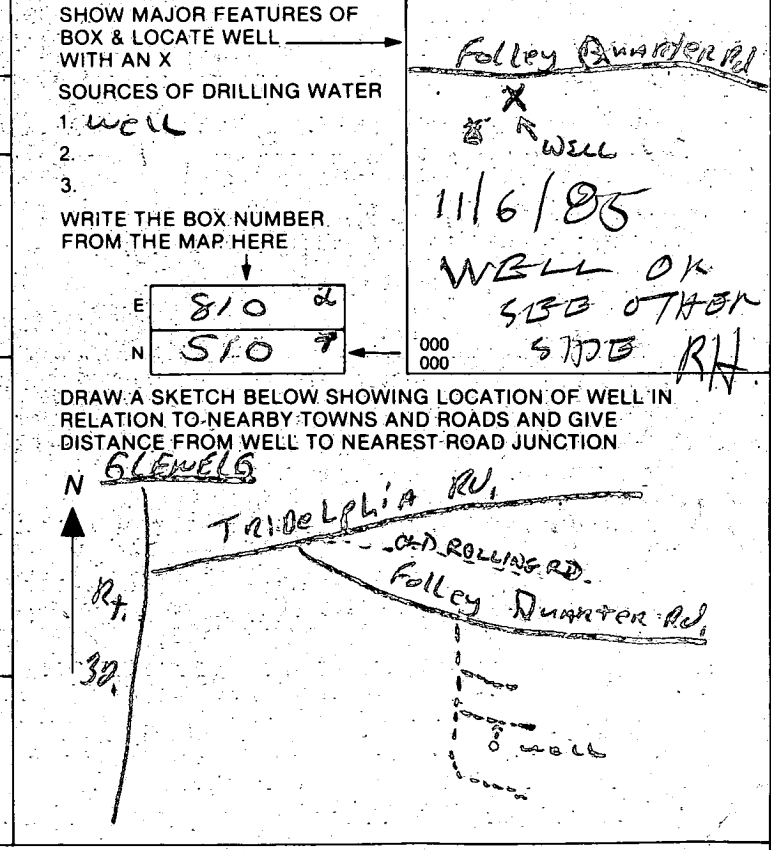 SHOW MAJOR FEATURES OF
BOX & LOCATE WELL
WITH AN X
SOURCES OF DRILLING WATER
1. well
2.
3.
WRITE THE BOX NUMBER
FROM THE MAP HERE
E 810
N 510
000
000
Folley Quarter Rd
X
WELL
11/6/85
WELL OK
SEE OTHER
SIDE RH.
DRAW A SKETCH BELOW SHOWING LOCATION OF WELL IN
RELATION TO NEARBY TOWNS AND ROADS AND GIVE
DISTANCE FROM WELL TO NEAREST ROAD JUNCTION
GLENELG
N
TRIDelphiA RD.
OLD ROLLING RD.
Folley Quarter Rd.
Rt.
32.
well